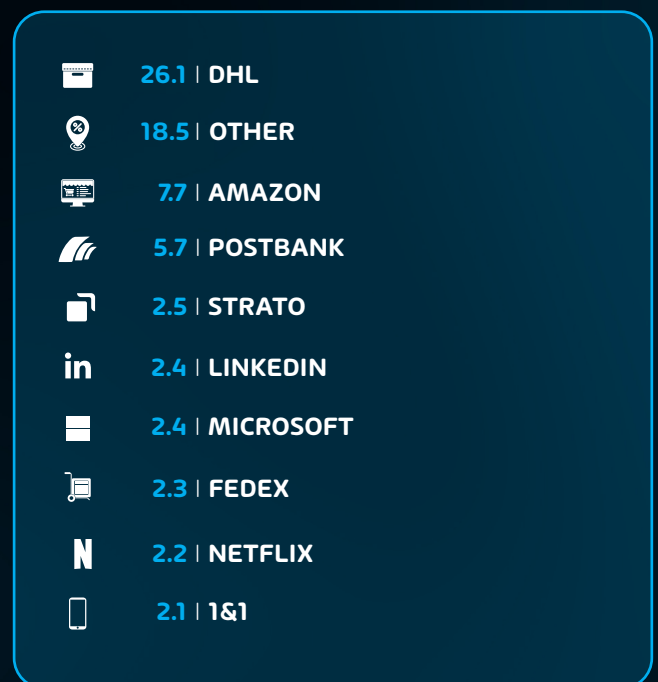 26.1 | DHL
18.5 | OTHER
7.7 | AMAZON
5.7 | POSTBANK
2.5 | STRATO
in 2.4 | LINKEDIN
2.4 | MICROSOFT
2.3 | FEDEX
N 2.2 | NETFLIX
2.1 | 1&1